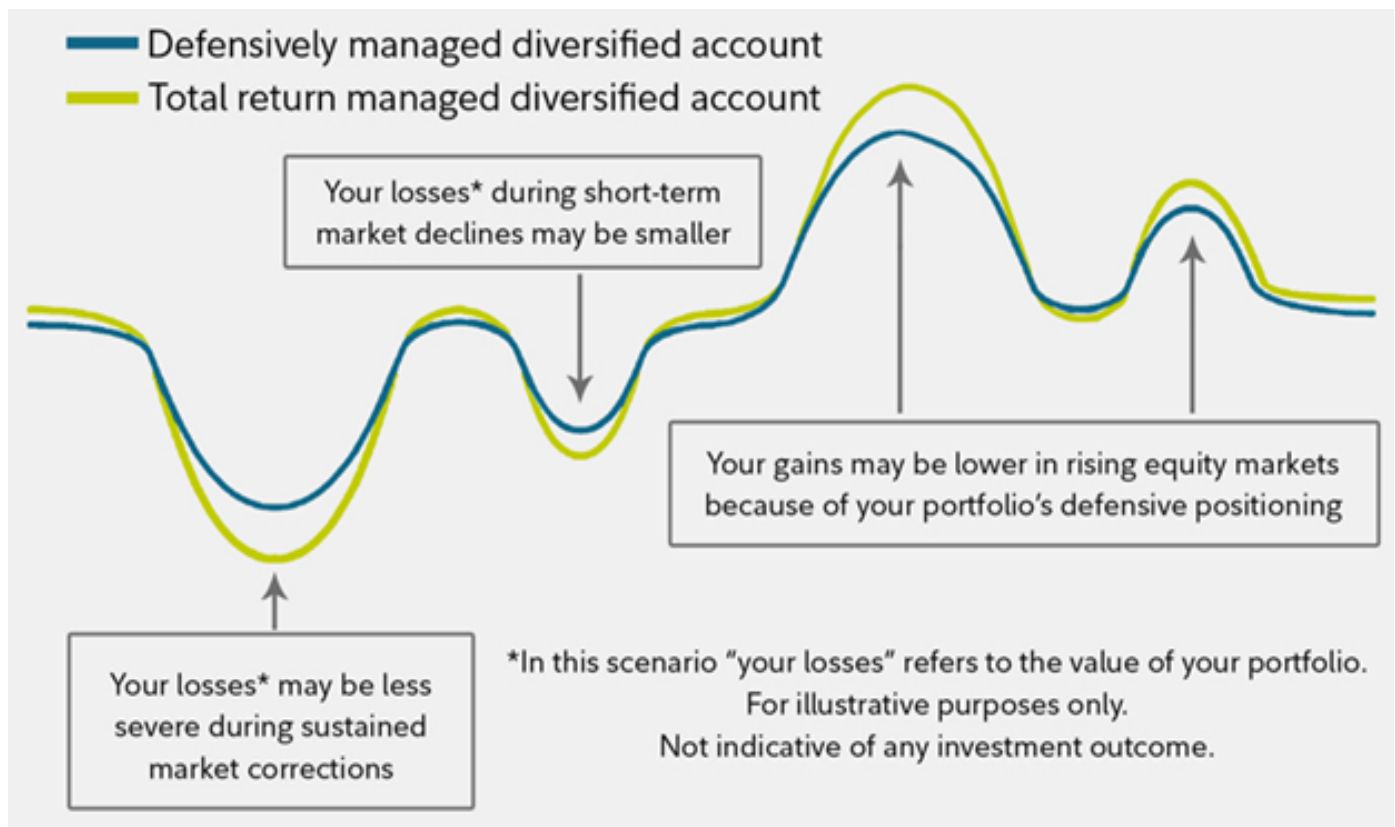 Defensively managed diversified account
Total return managed diversified account
Your losses* during short-term
market declines may be smaller
Your gains may be lower in rising equity markets
because of your portfolio's defensive positioning
Your losses* may be less
severe during sustained
market corrections
*In this scenario “your losses” refers to the value of your portfolio.
For illustrative purposes only.
Not indicative of any investment outcome.